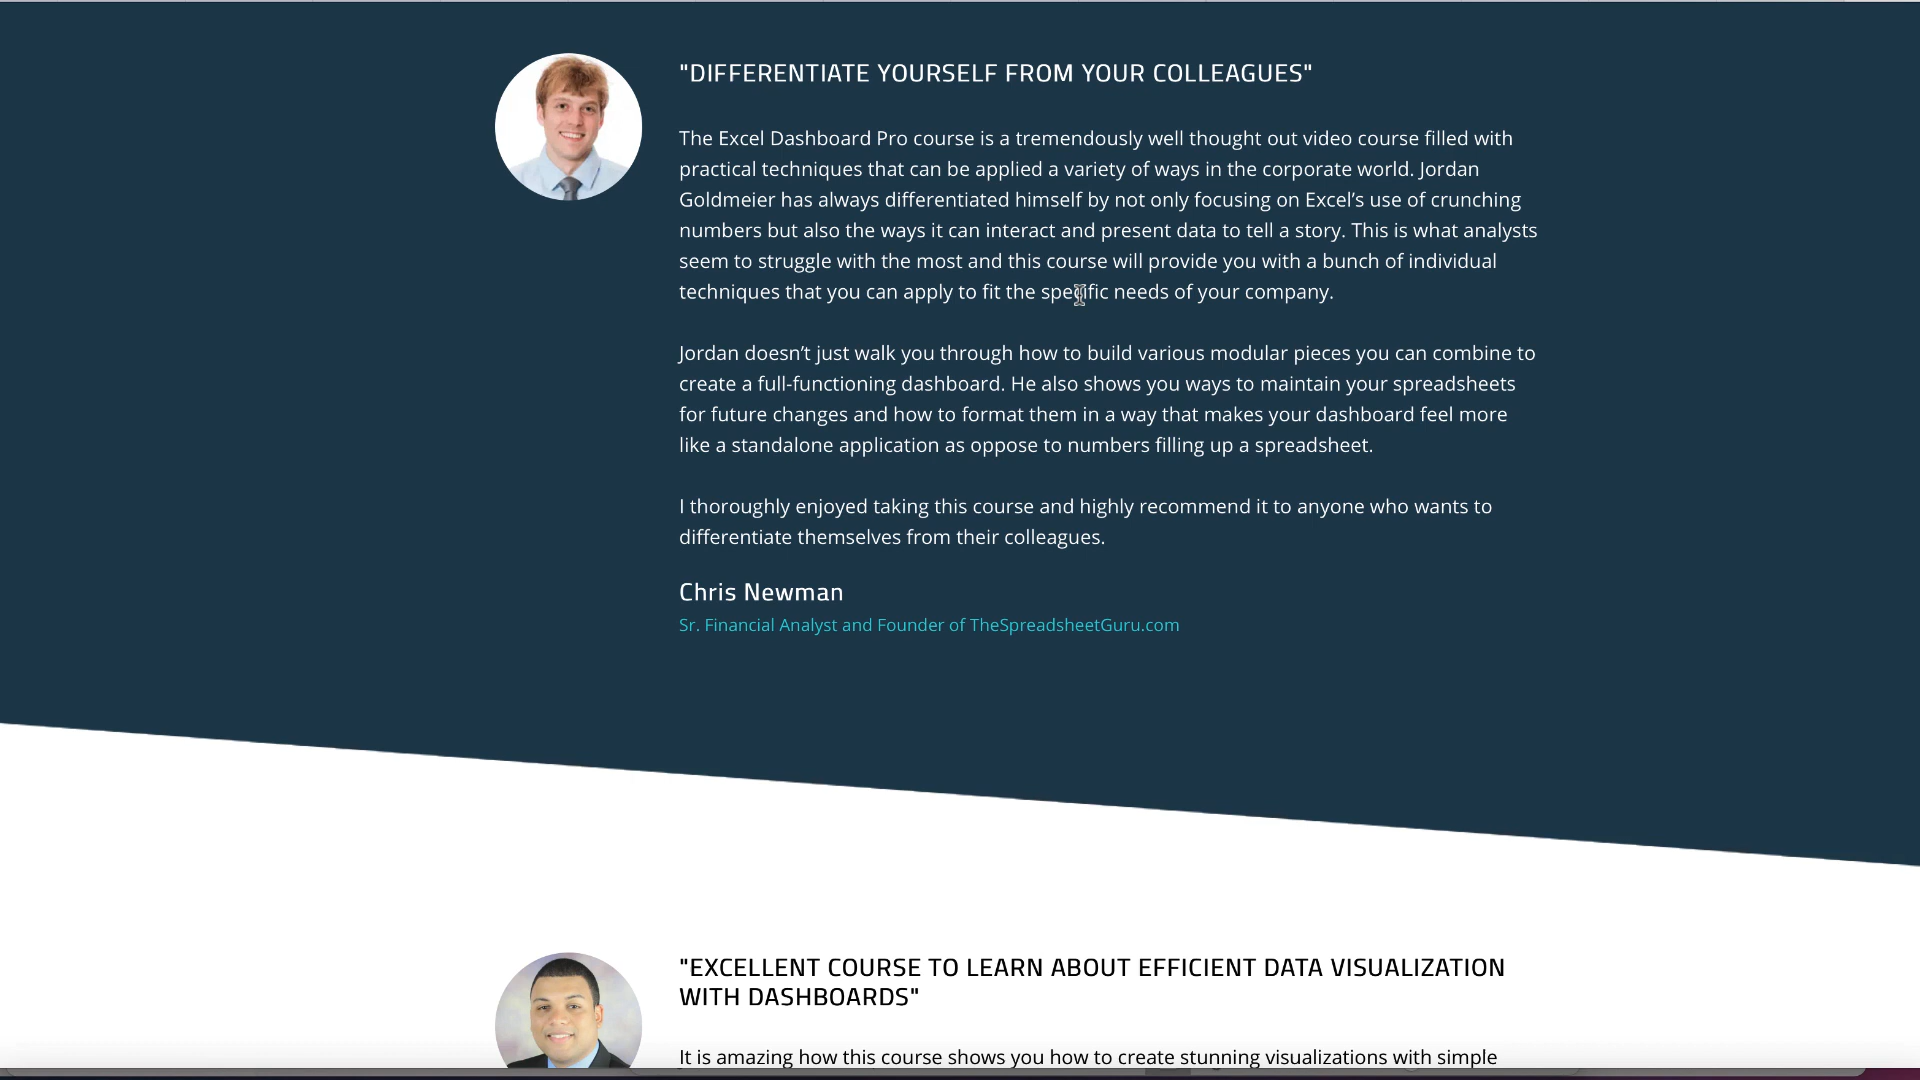 "DIFFERENTIATE YOURSELF FROM YOUR COLLEAGUES"
The Excel Dashboard Pro course is a tremendously well thought out video course filled with
practical techniques that can be applied a variety of ways in the corporate world. Jordan
Goldmeier has always differentiated himself by not only focusing on Excel’s use of crunching
numbers but also the ways it can interact and present data to tell a story. This is what analysts
seem to struggle with the most and this course will provide you with a bunch of individual
techniques that you can apply to fit the specific needs of your company.
Jordan doesn’t just walk you through how to build various modular pieces you can combine to
create a full-functioning dashboard. He also shows you ways to maintain your spreadsheets
for future changes and how to format them in a way that makes your dashboard feel more
like a standalone application as oppose to numbers filling up a spreadsheet.
I thoroughly enjoyed taking this course and highly recommend it to anyone who wants to
differentiate themselves from their colleagues.
Chris Newman
Sr. Financial Analyst and Founder of TheSpreadsheetGuru.com
"EXCELLENT COURSE TO LEARN ABOUT EFFICIENT DATA VISUALIZATION
WITH DASHBOARDS"
It is amazing how this course shows you how to create stunning visualizations with simple